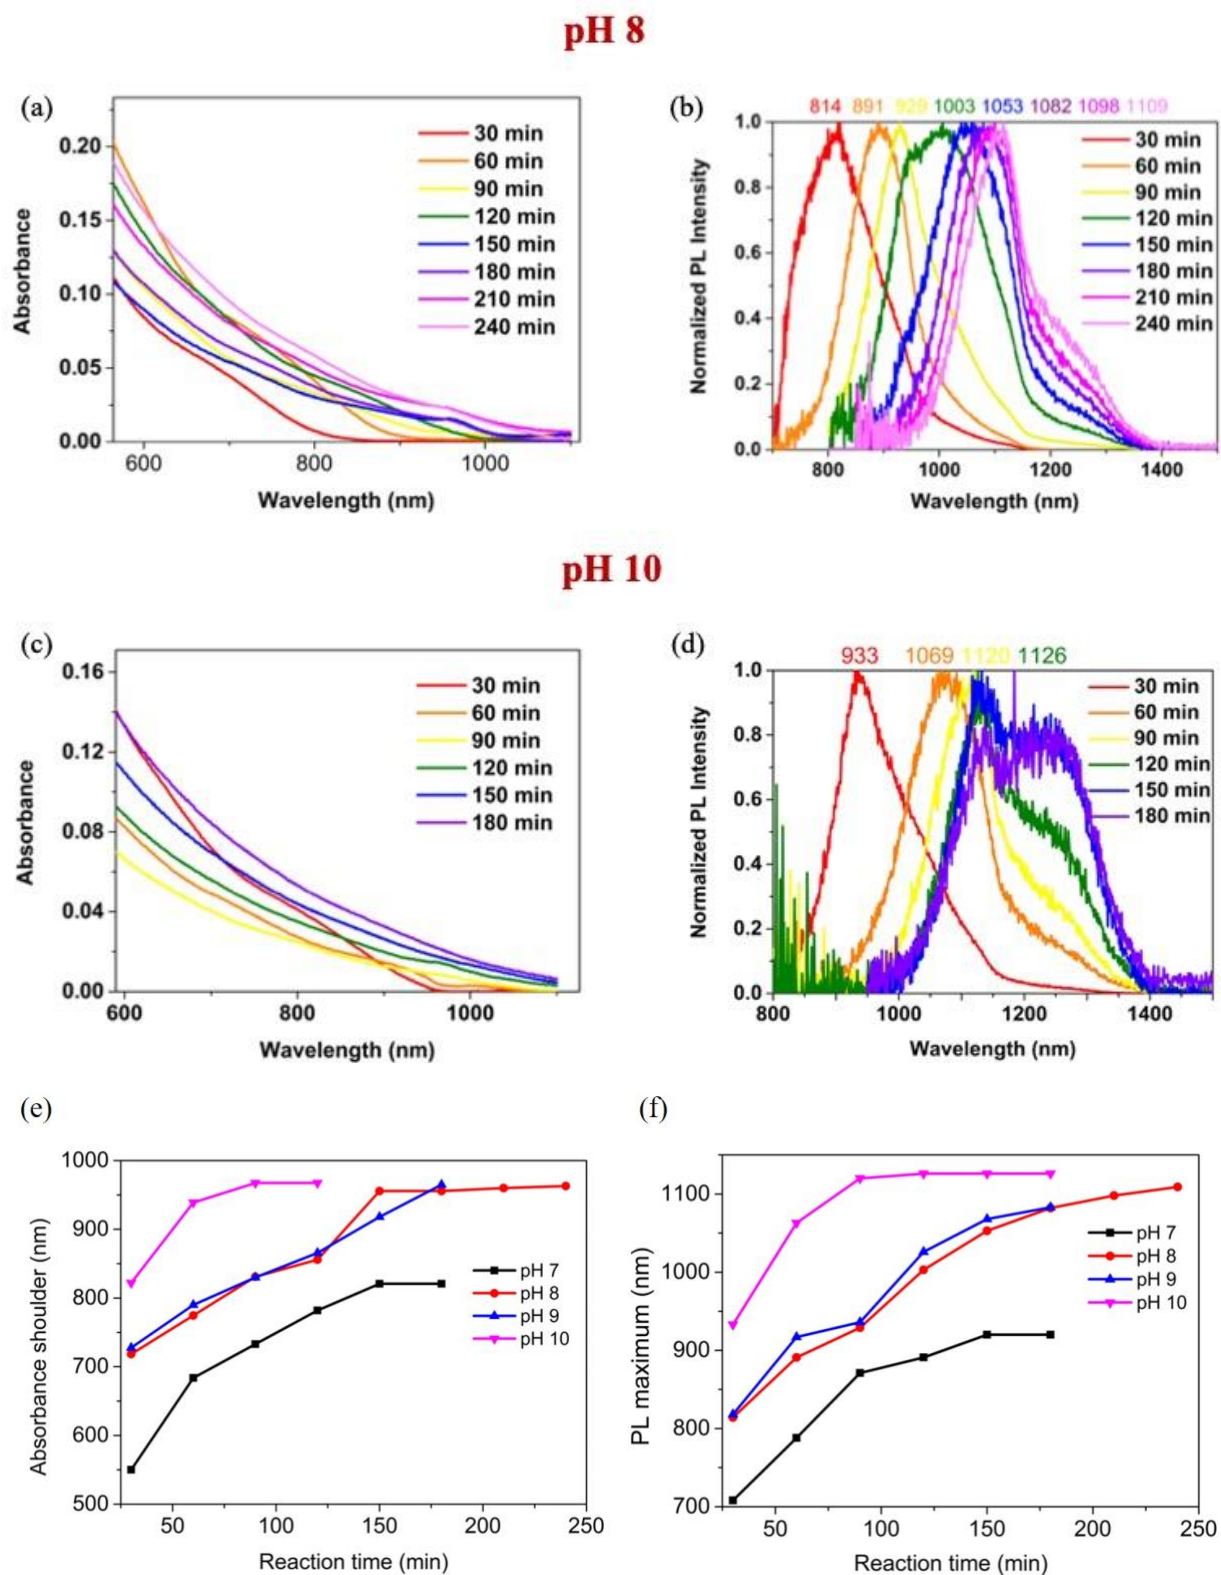 pH 8
(a)
0.20
0.15
0.10
0.05
0.00
Absorbance
600 800 1000
Wavelength (nm)
30 min
60 min
90 min
120 min
150 min
180 min
210 min
240 min
(b)
814 891 929 1003 1053 1082 1098 1109
1.0
0.8
0.6
0.4
0.2
0.0
Normalized PL Intensity
800 1000 1200 1400
Wavelength (nm)
30 min
60 min
90 min
120 min
150 min
180 min
210 min
240 min
pH 10
(c)
0.16
0.12
0.08
0.04
0.00
Absorbance
600 800 1000
Wavelength (nm)
30 min
60 min
90 min
120 min
150 min
180 min
(d)
933 1069 1120 1126
1.0
0.8
0.6
0.4
0.2
0.0
Normalized PL Intensity
800 1000 1200 1400
Wavelength (nm)
30 min
60 min
90 min
120 min
150 min
180 min
(e)
1000
900
800
700
600
500
Absorbance shoulder (nm)
50 100 150 200 250
Reaction time (min)
pH 7
pH 8
pH 9
pH 10
(f)
1100
1000
900
800
700
PL maximum (nm)
50 100 150 200 250
Reaction time (min)
pH 7
pH 8
pH 9
pH 10